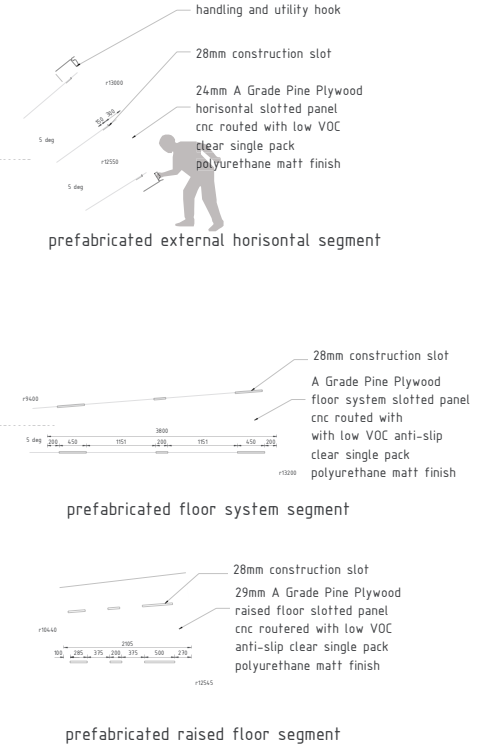 handling and utility hook
28mm construction slot
r13000
24mm A Grade Pine Plywood
horisontal slotted panel
cnc routed with low VOC
clear single pack
polyurethane matt finish
150 300
5 deg
r12550
5 deg
prefabricated external horisontal segment
28mm construction slot
A Grade Pine Plywood
floor system slotted panel
cnc routed with
with low VOC anti-slip
clear single pack
polyurethane matt finish
r9400
3800
5 deg
200 450 1151 200 1151 450 200
r13200
prefabricated floor system segment
28mm construction slot
29mm A Grade Pine Plywood
raised floor slotted panel
cnc routered with low VOC
anti-slip clear single pack
polyurethane matt finish
r10440
2105
100 285 375 200 375 500 270
r12545
prefabricated raised floor segment